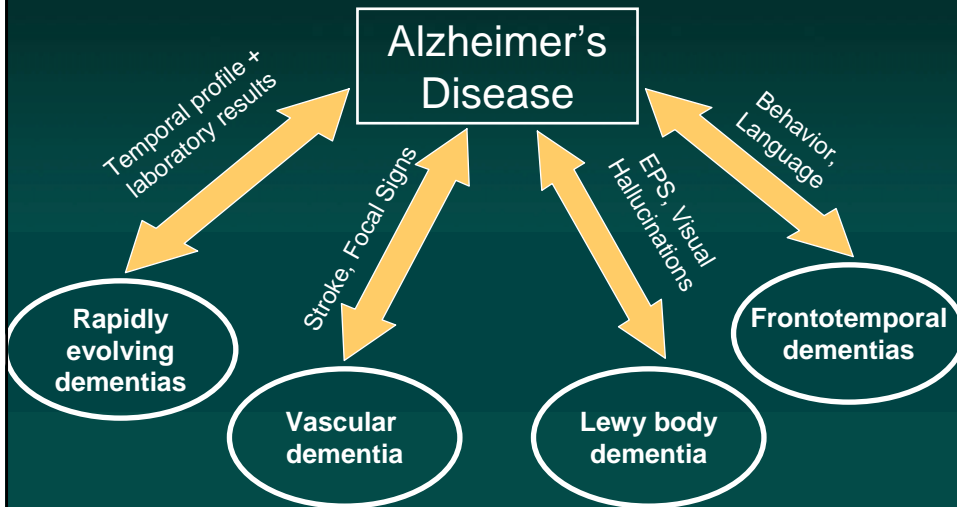 Alzheimer's
Disease
Temporal profile +
laboratory results
Stroke, Focal Signs
EPS, Visual
Hallucinations
Behavior,
Language
Rapidly
evolving
dementias
Vascular
dementia
Lewy body
dementia
Frontotemporal
dementias